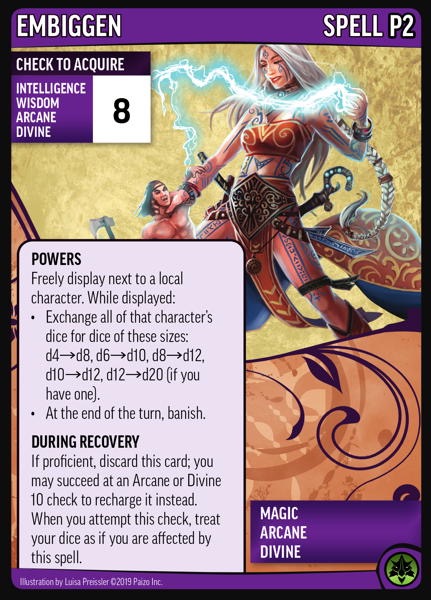 EMBIGGEN
SPELL P2
CHECK TO ACQUIRE
INTELLIGENCE
WISDOM
ARCANE
DIVINE
8
POWERS
Freely display next to a local
character. While displayed:
• Exchange all of that character's
dice for dice of these sizes:
d4→d8, d6→d10, d8→d12,
d10→d12, d12→d20 (if you
have one).
• At the end of the turn, banish.
DURING RECOVERY
If proficient, discard this card; you
may succeed at an Arcane or Divine
10 check to recharge it instead.
When you attempt this check, treat
your dice as if you are affected by
this spell.
MAGIC
ARCANE
DIVINE
Illustration by Luisa Preissler ©2019 Paizo Inc.